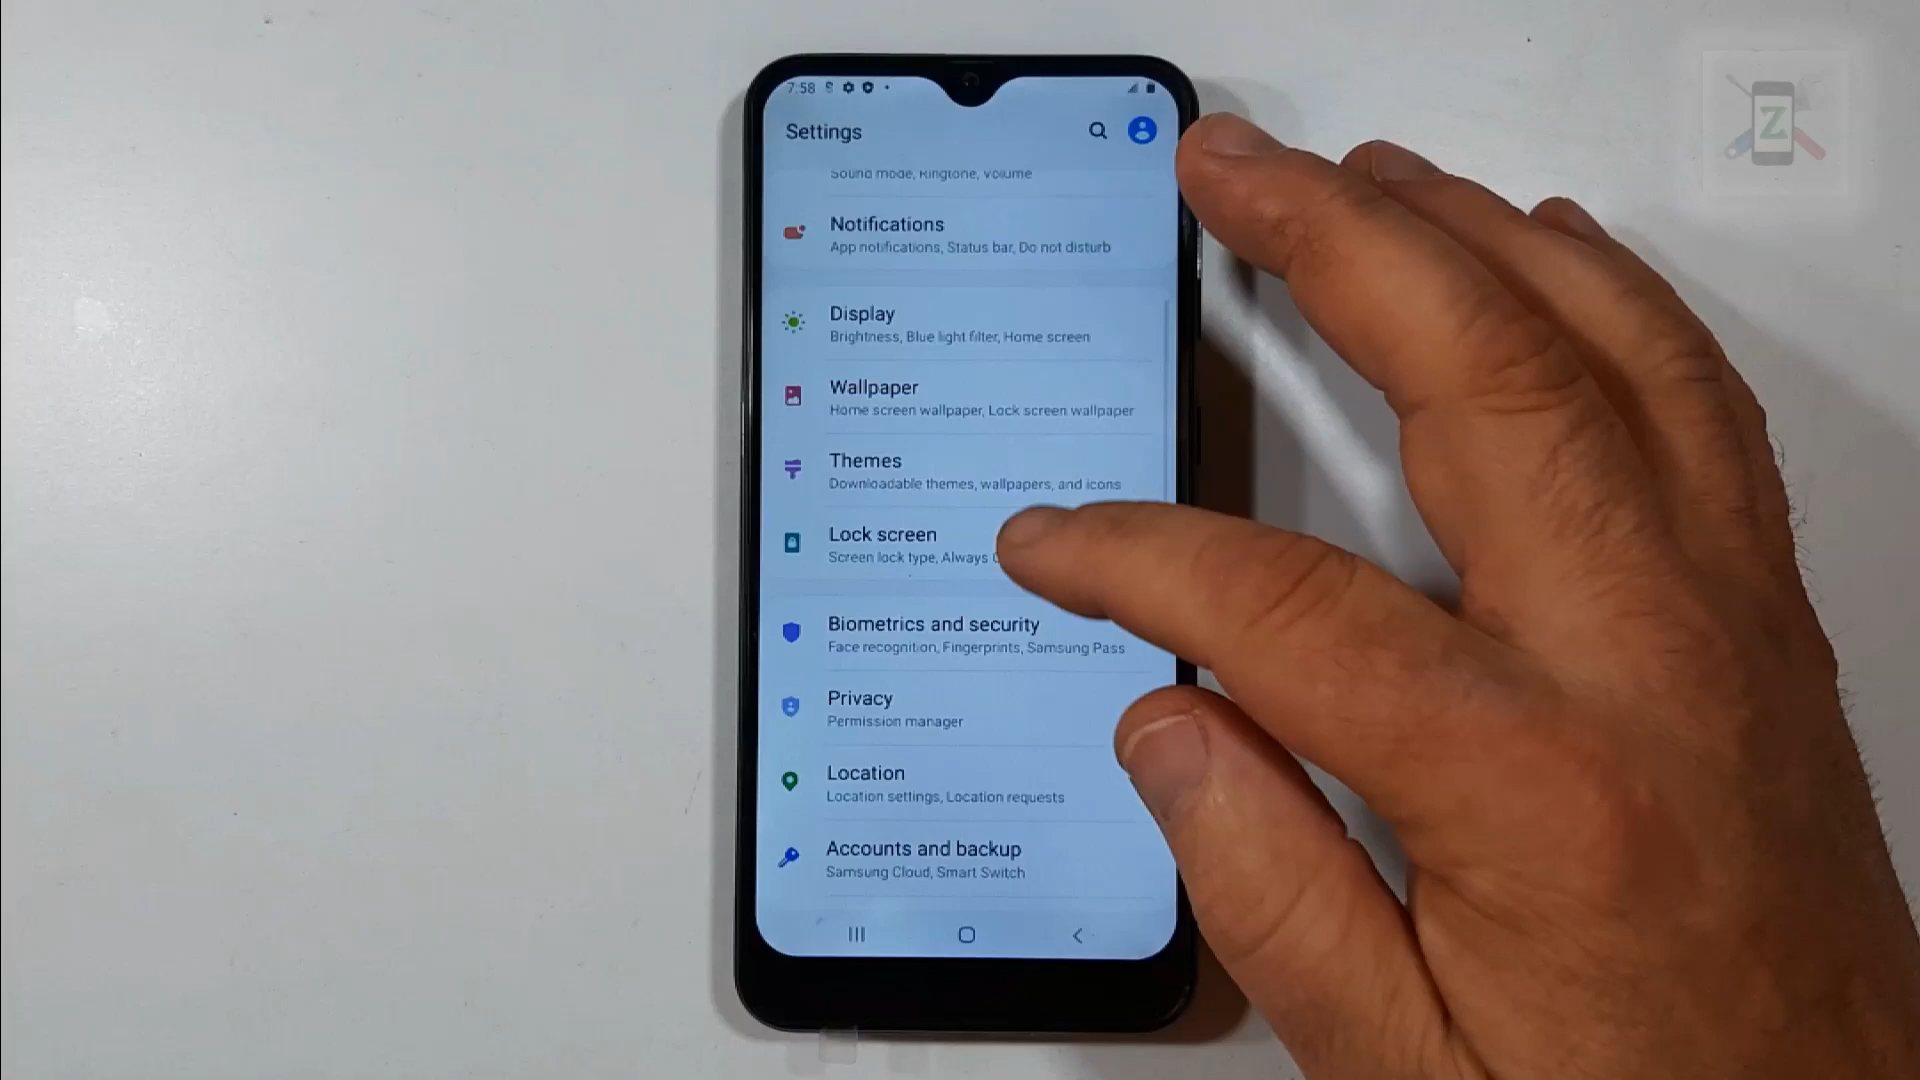 7:58
Settings
Sound mode, Ringtone, Volume
Notifications
App notifications, Status bar, Do not disturb
Display
Brightness, Blue light filter, Home screen
Wallpaper
Home screen wallpaper, Lock screen wallpaper
Themes
Downloadable themes, wallpapers, and icons
Lock screen
Screen lock type, Always
Biometrics and security
Face recognition, Fingerprints, Samsung Pass
Privacy
Permission manager
Location
Location settings, Location requests
Accounts and backup
Samsung Cloud, Smart Switch
Z